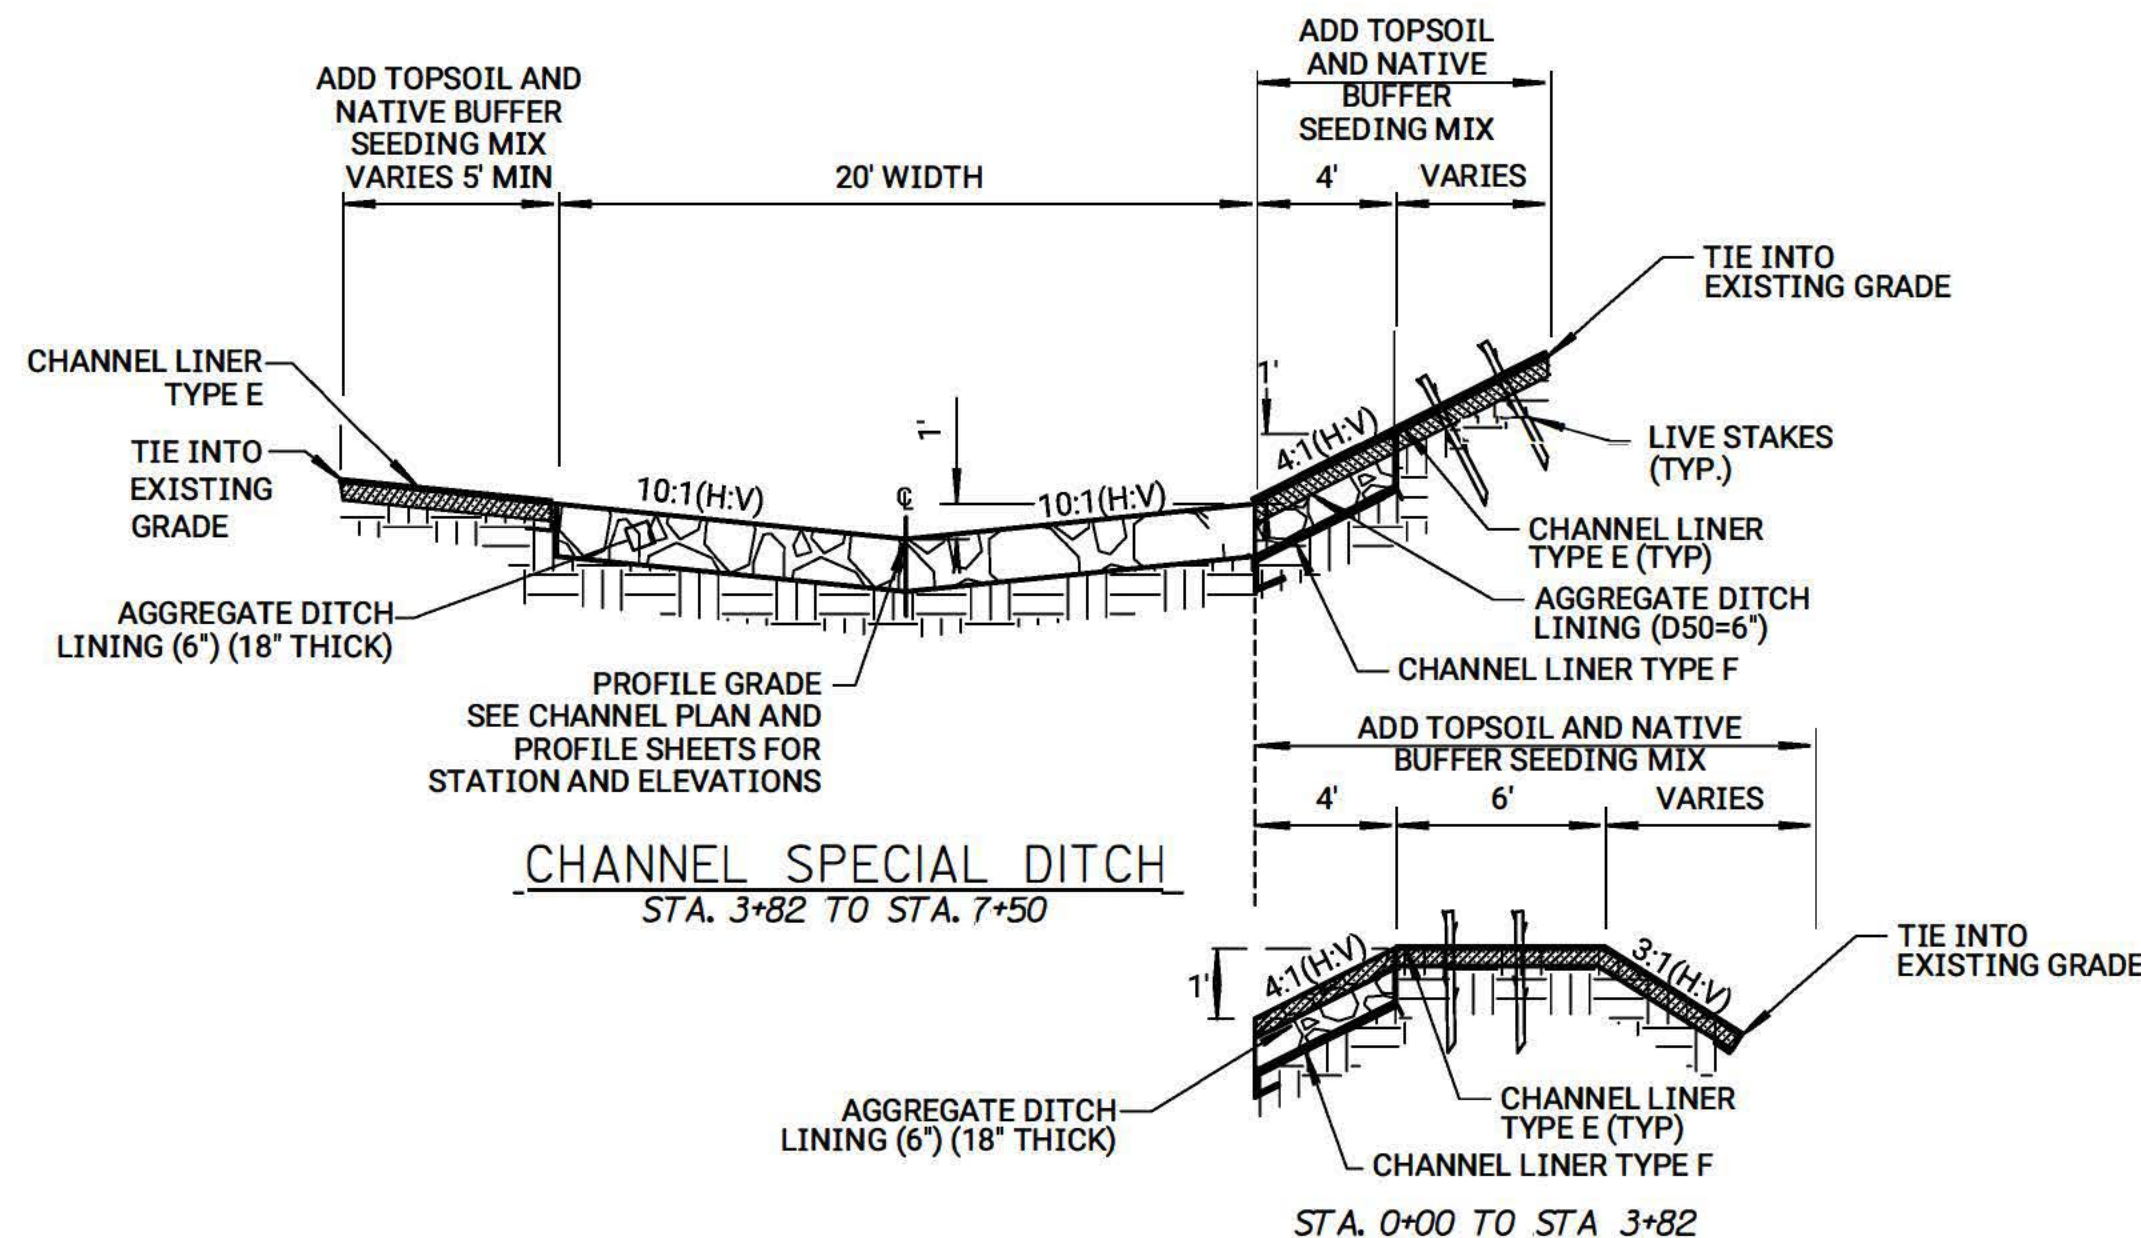 ADD TOPSOIL AND
NATIVE BUFFER
SEEDING MIX
VARIES 5' MIN
20' WIDTH
ADD TOPSOIL
AND NATIVE
BUFFER
SEEDING MIX
4'
VARIES
TIE INTO
EXISTING GRADE
CHANNEL LINER
TYPE E
TIE INTO
EXISTING
GRADE
10:1(H:V)
℄
1'
10:1(H:V)
1'
4:1(H:V)
LIVE STAKES
(TYP.)
CHANNEL LINER
TYPE E (TYP)
AGGREGATE DITCH
LINING (D50=6")
CHANNEL LINER TYPE F
AGGREGATE DITCH
LINING (6") (18" THICK)
PROFILE GRADE
SEE CHANNEL PLAN AND
PROFILE SHEETS FOR
STATION AND ELEVATIONS
CHANNEL SPECIAL DITCH
STA. 3+82 TO STA. 7+50
ADD TOPSOIL AND NATIVE
BUFFER SEEDING MIX
4'
6'
VARIES
1'
4:1(H:V)
3:1(H:V)
TIE INTO
EXISTING GRADE
AGGREGATE DITCH
LINING (6") (18" THICK)
CHANNEL LINER
TYPE E (TYP)
CHANNEL LINER TYPE F
STA. 0+00 TO STA 3+82